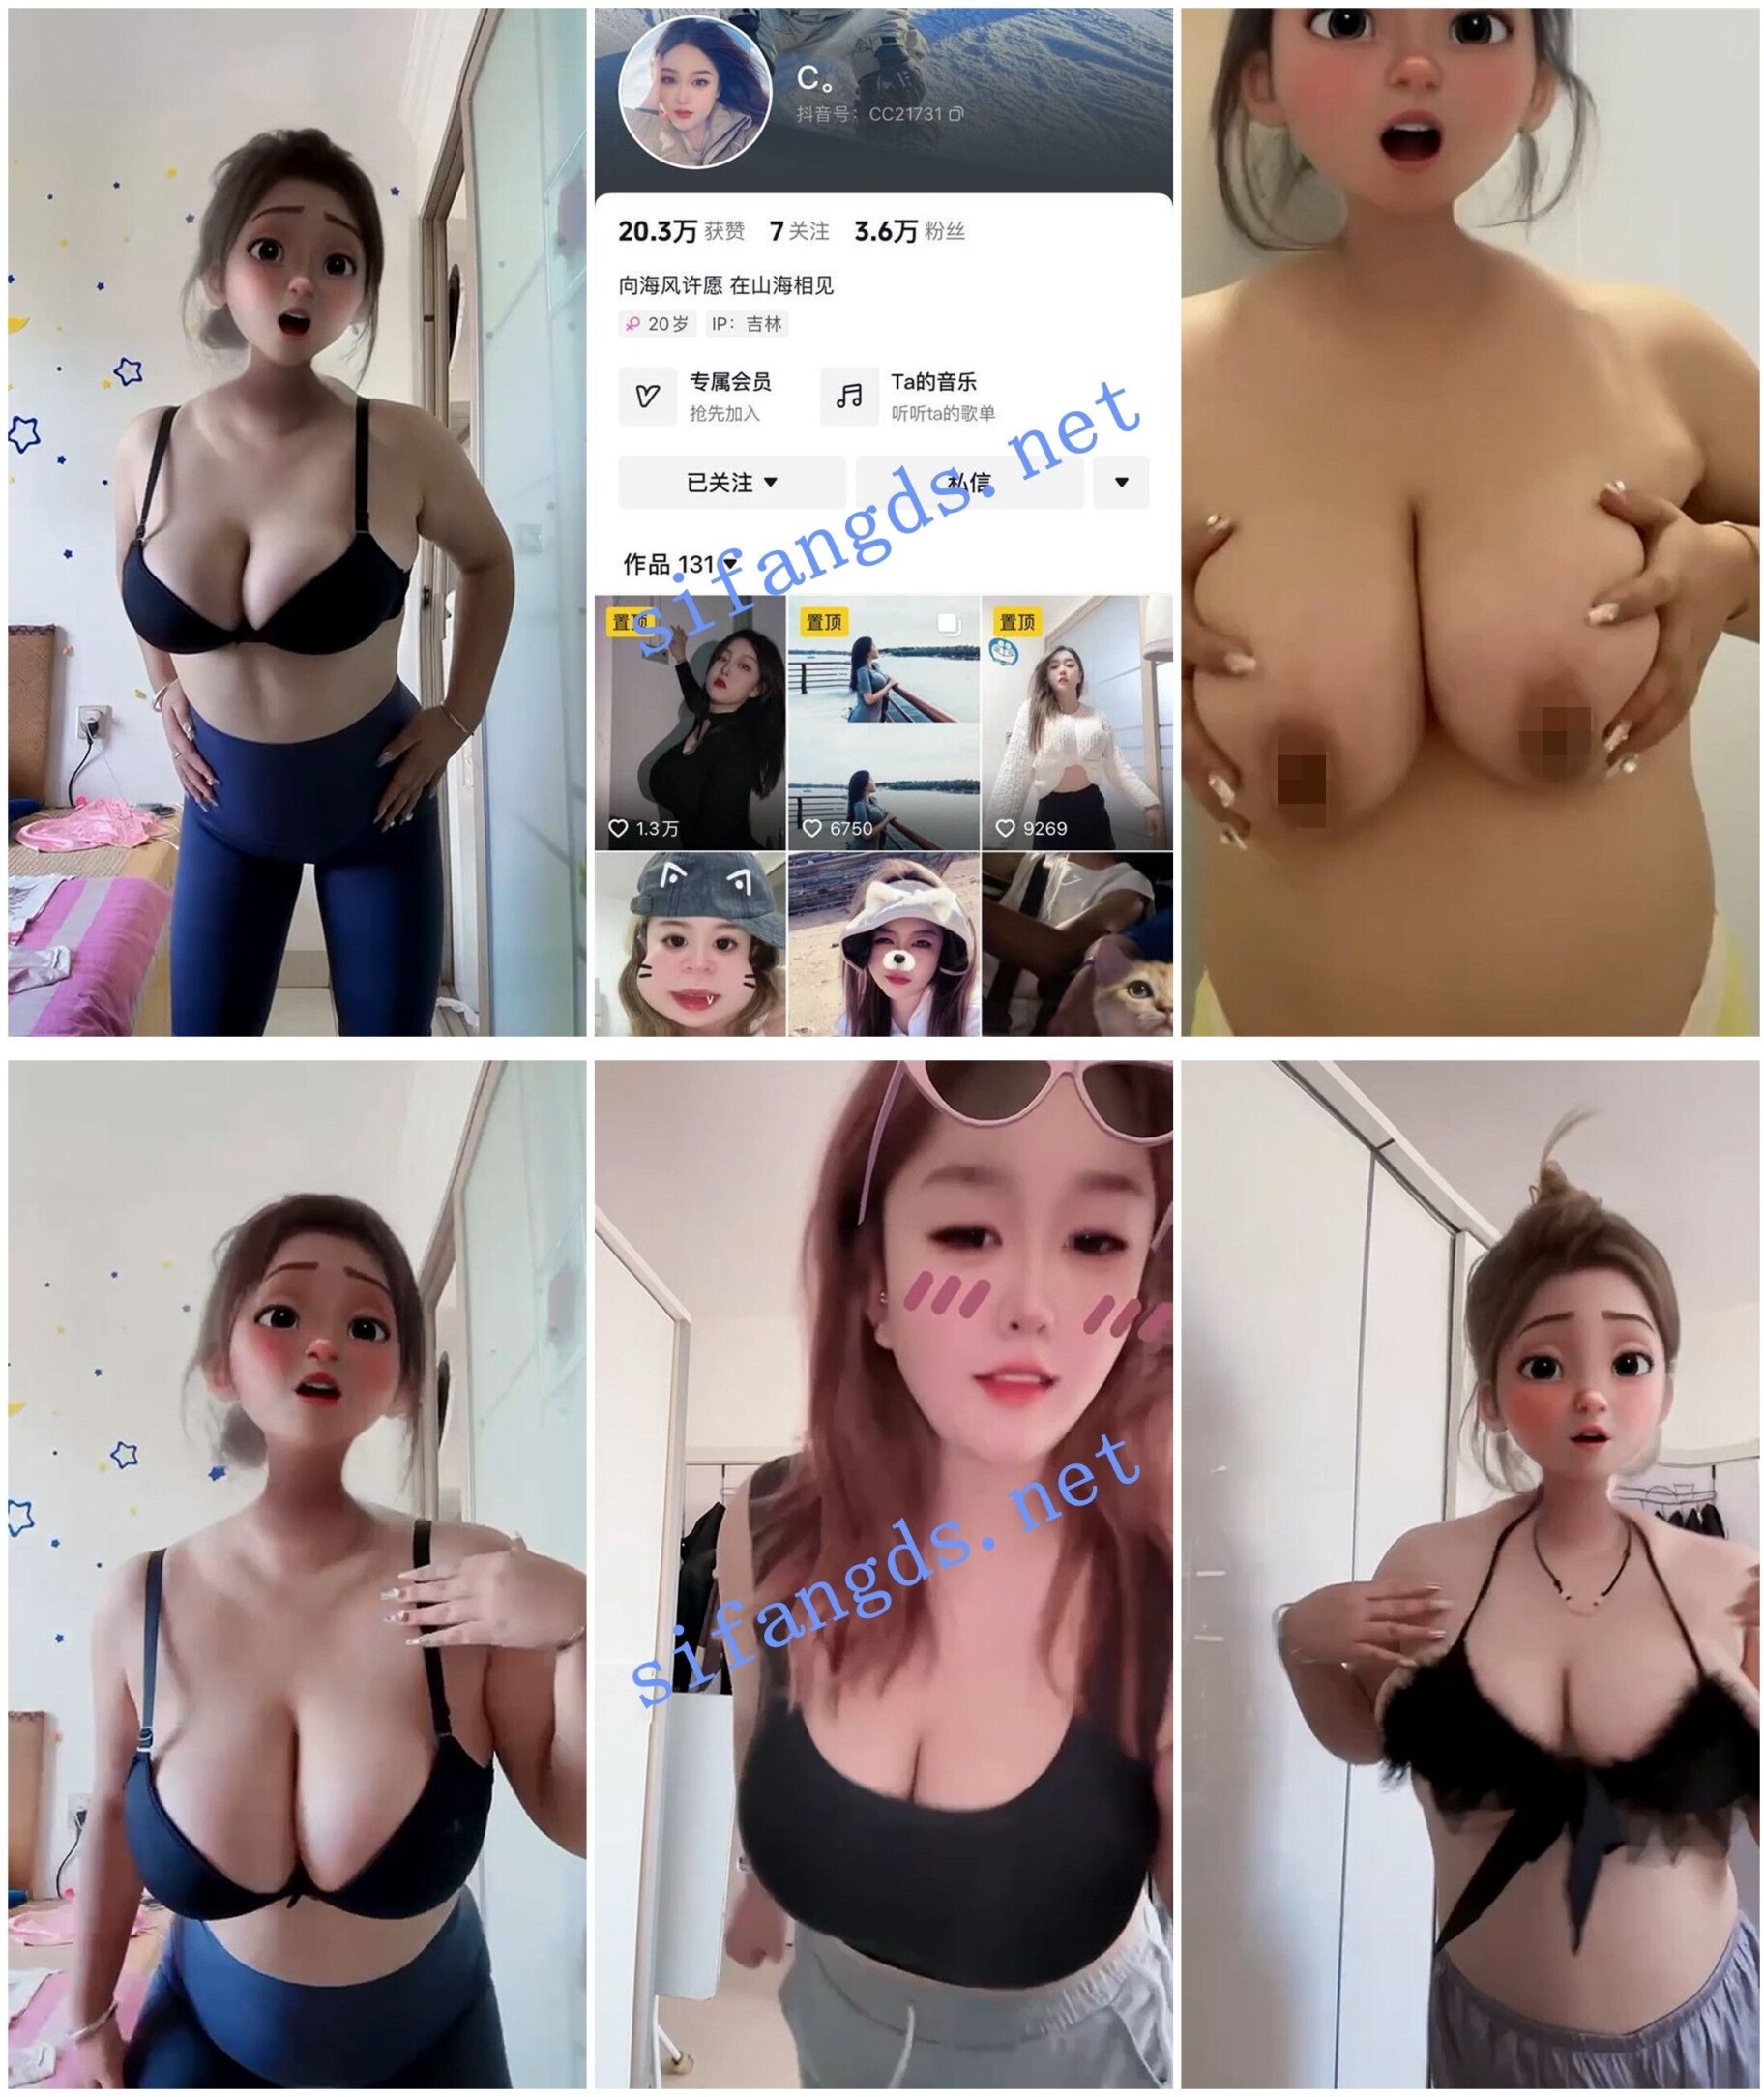 C。
抖音号：CC21731
20.3万 获赞 7 关注 3.6万 粉丝
向海风许愿 在山海相见
20岁 IP：吉林
专属会员 Ta的音乐
抢先加入 听听ta的歌单
已关注 私信
作品 131
置顶 置顶 置顶
1.3万 6750 9269
sifangds.net
sifangds.net